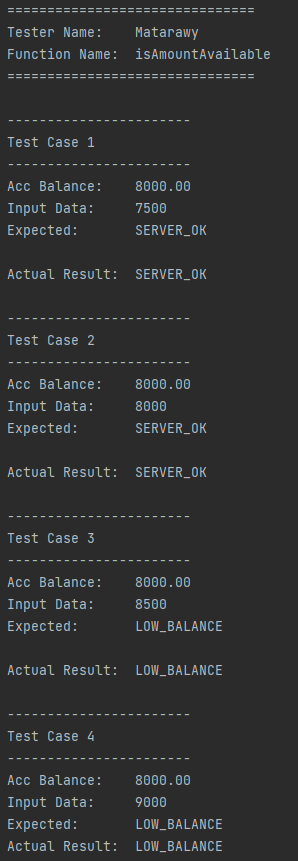 ===============================
Tester Name:    Matarawy
Function Name:  isAmountAvailable
===============================
-----------------------
Test Case 1
-----------------------
Acc Balance:    8000.00
Input Data:     7500
Expected:       SERVER_OK
Actual Result:  SERVER_OK
-----------------------
Test Case 2
-----------------------
Acc Balance:    8000.00
Input Data:     8000
Expected:       SERVER_OK
Actual Result:  SERVER_OK
-----------------------
Test Case 3
-----------------------
Acc Balance:    8000.00
Input Data:     8500
Expected:       LOW_BALANCE
Actual Result:  LOW_BALANCE
-----------------------
Test Case 4
-----------------------
Acc Balance:    8000.00
Input Data:     9000
Expected:       LOW_BALANCE
Actual Result:  LOW_BALANCE